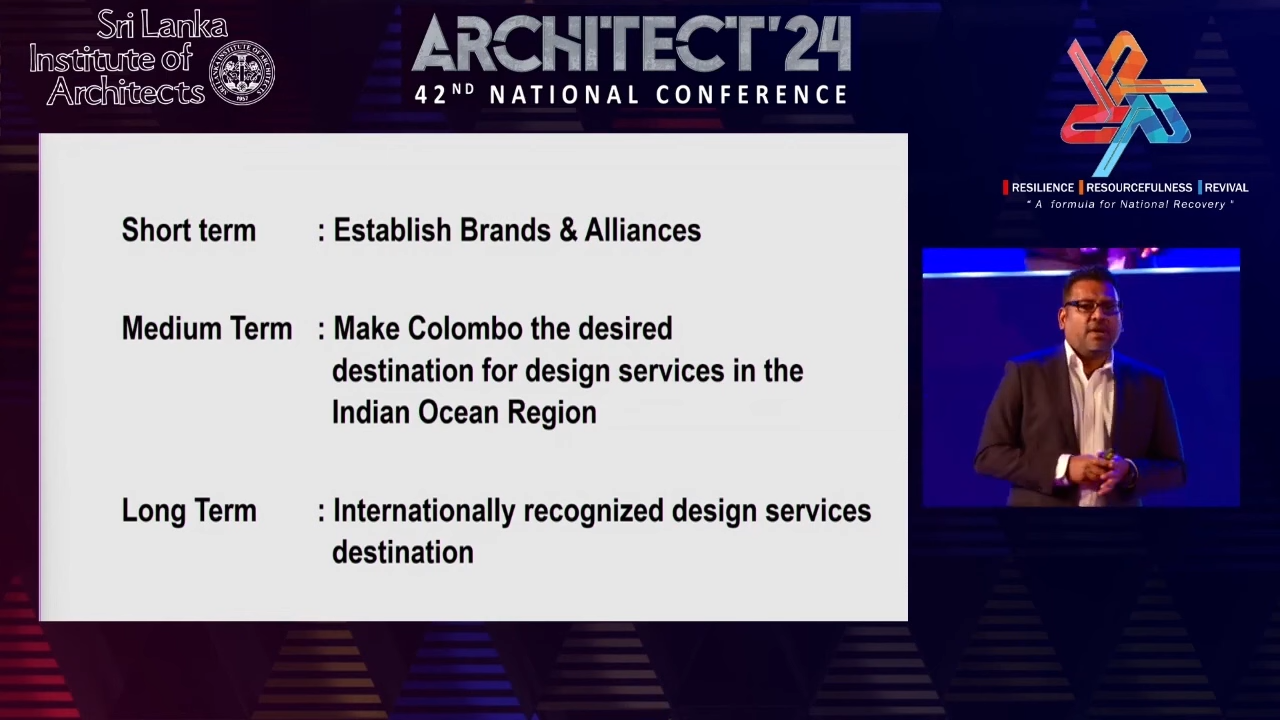 Sri Lanka
Institute of
Architects
ARCHITECT'24
42ND NATIONAL CONFERENCE
RESILIENCE RESOURCEFULNESS REVIVAL
" A formula for National Recovery "
Short term : Establish Brands & Alliances
Medium Term : Make Colombo the desired
destination for design services in the
Indian Ocean Region
Long Term : Internationally recognized design services
destination